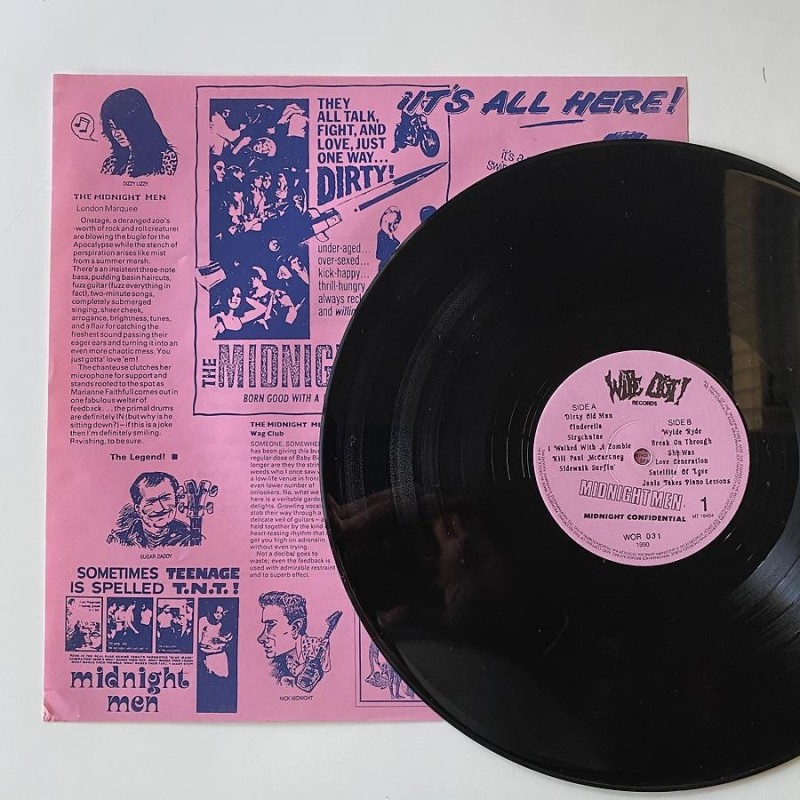 IT'S ALL HERE!
it's a
THEY
ALL TALK,
FIGHT, AND
LOVE, JUST
ONE WAY...
DIRTY!
under-aged...
over-sexed...
kick-happy...
thrill-hungry
always
and
THE
BORN GOOD WITH A
DIZZY LIZZY
THE MIDNIGHT MEN
London Marquee
Onstage, a deranged zoo's
worth of rock and roll creatures
are blowing the bugle for the
Apocalypse while the stench of
perspiration arises like mist
from a summer marsh.
There's an insistent three-note
bass, pudding basin haircuts,
fuzz guitar (fuzz everything in
fact), two-minute songs,
completely submerged
singing, sheer cheek,
arrogance, brightness, tunes,
and a flair for catching the
freshest sound passing their
eager ears and turning it into an
even more chaotic mess. You
just gotta' love 'em!
The chanteuse clutches her
microphone for support and
stands rooted to the spot as
Marianne Faithfull comes out in
one fabulous welter of
feedback . . . the primal drums
are definitely IN (but why is he
sitting down?) – if this is a joke
then I'm definitely smiling.
Ravishing, to be sure.
The Legend!
SUGAR DADDY
THE MIDNIGHT ME
Wag Club
SOMEONE, SOMEWHER
has been giving this bu
regular dose of Baby Bi
longer are they the strin
weeds who I once saw
a low-life venue in front
even lower number of
onlookers. No, what we
here is a veritable garde
delights. Growling vocal
stab their way through a
delicate veil of guitars –
held together by the kind
heart-teasing rhythm that
get you high on adrenalin
without even trying.
Not a decibel goes to
waste; even the feedback is
used with admirable restraint
and to superb effect.
SOMETIMES TEENAGE
IS SPELLED T.N.T.!
midnight
men
NICK MIDNIGHT
WIPE OUT!
RECORDS
SIDE A
Dirty Old Man
Cinderella
Strychnine
I Walked With A Zombie
Kill Paul McCartney
Sidewalk Surfin'
SIDE B
Wylde Ryde
Break On Through
She Was
Love Generation
Satellite Of Love
Janis Takes Piano Lessons
MIDNIGHT MEN
MIDNIGHT CONFIDENTIAL
1
WOR 031
1990